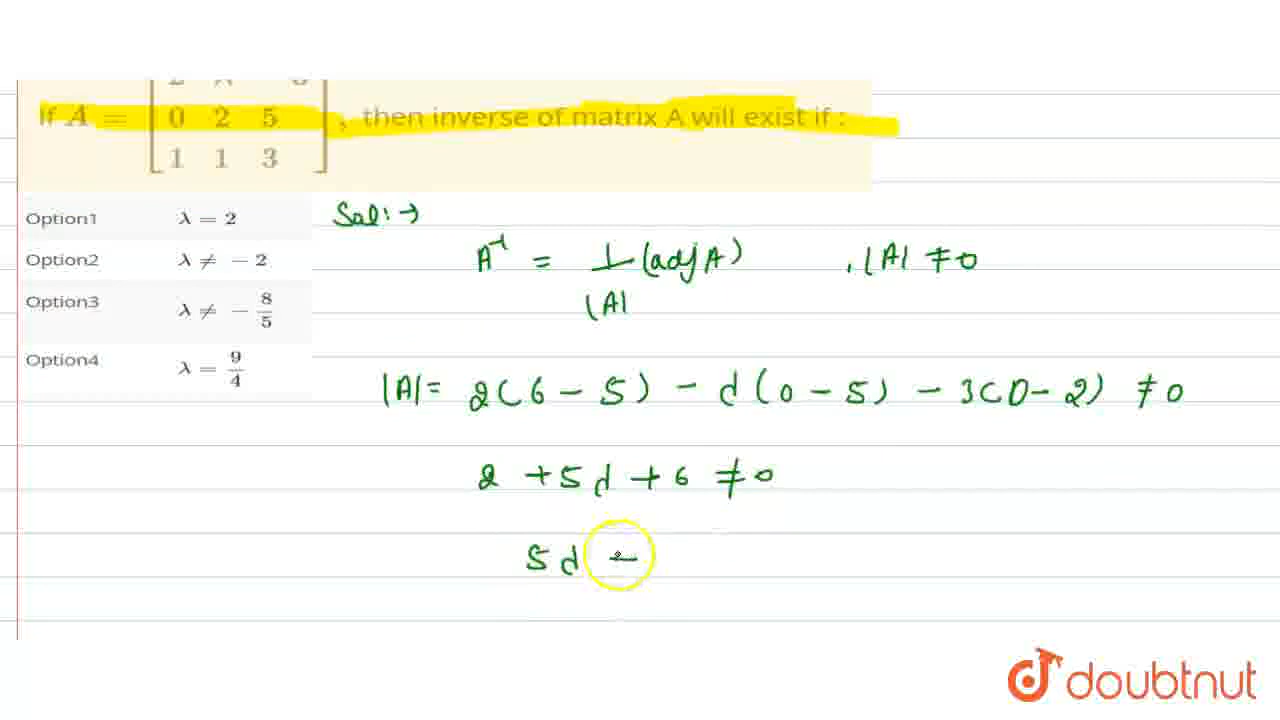 If A = [ 0 2 5 ], then inverse of matrix A will exist if :
1 1 3
Option1 λ = 2
Option2 λ ≠ - 2
Option3 λ ≠ - 8/5
Option4 λ = 9/4
Sol: →
A⁻¹ = 1/|A| (adj A) , |A| ≠ 0
|A| = 2(6 - 5) - d(0 - 5) - 3(0 - 2) ≠ 0
2 + 5d + 6 ≠ 0
5d
doubtnut